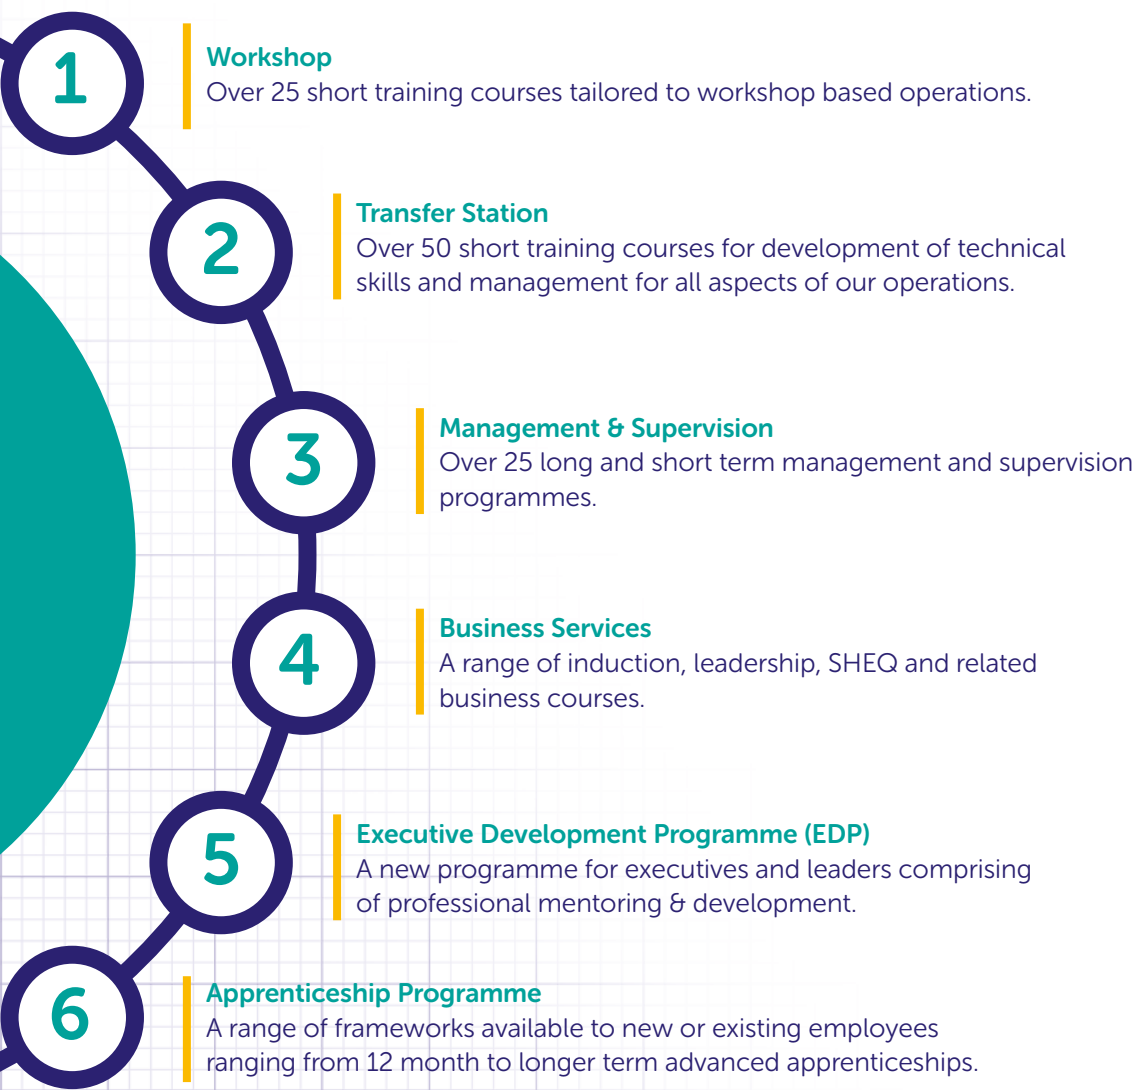 1
Workshop
Over 25 short training courses tailored to workshop based operations.
2
Transfer Station
Over 50 short training courses for development of technical
skills and management for all aspects of our operations.
3
Management & Supervision
Over 25 long and short term management and supervision
programmes.
4
Business Services
A range of induction, leadership, SHEQ and related
business courses.
5
Executive Development Programme (EDP)
A new programme for executives and leaders comprising
of professional mentoring & development.
6
Apprenticeship Programme
A range of frameworks available to new or existing employees
ranging from 12 month to longer term advanced apprenticeships.